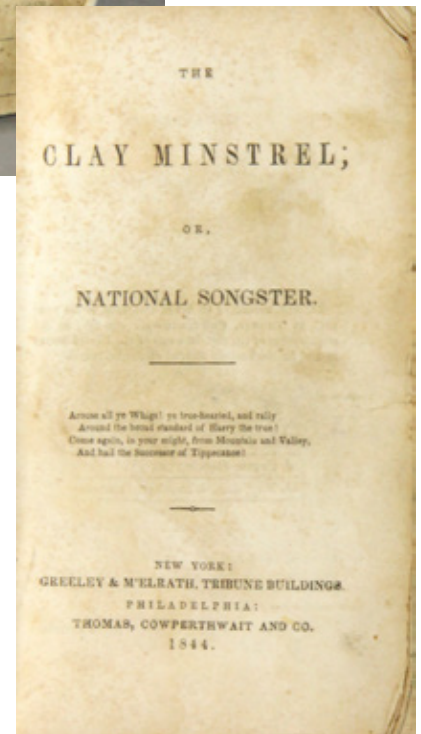 THE
CLAY MINSTREL;
OR,
NATIONAL SONGSTER.
Arouse all ye Whigs! ye true-hearted, and rally
Around the broad standard of Harry the true!
Come again, in your might, from Mountain and Valley,
And hail the Successor of Tippecanoe!
NEW YORK:
GREELEY & M'ELRATH, TRIBUNE BUILDINGS.
PHILADELPHIA:
THOMAS, COWPERTHWAIT AND CO.
1844.